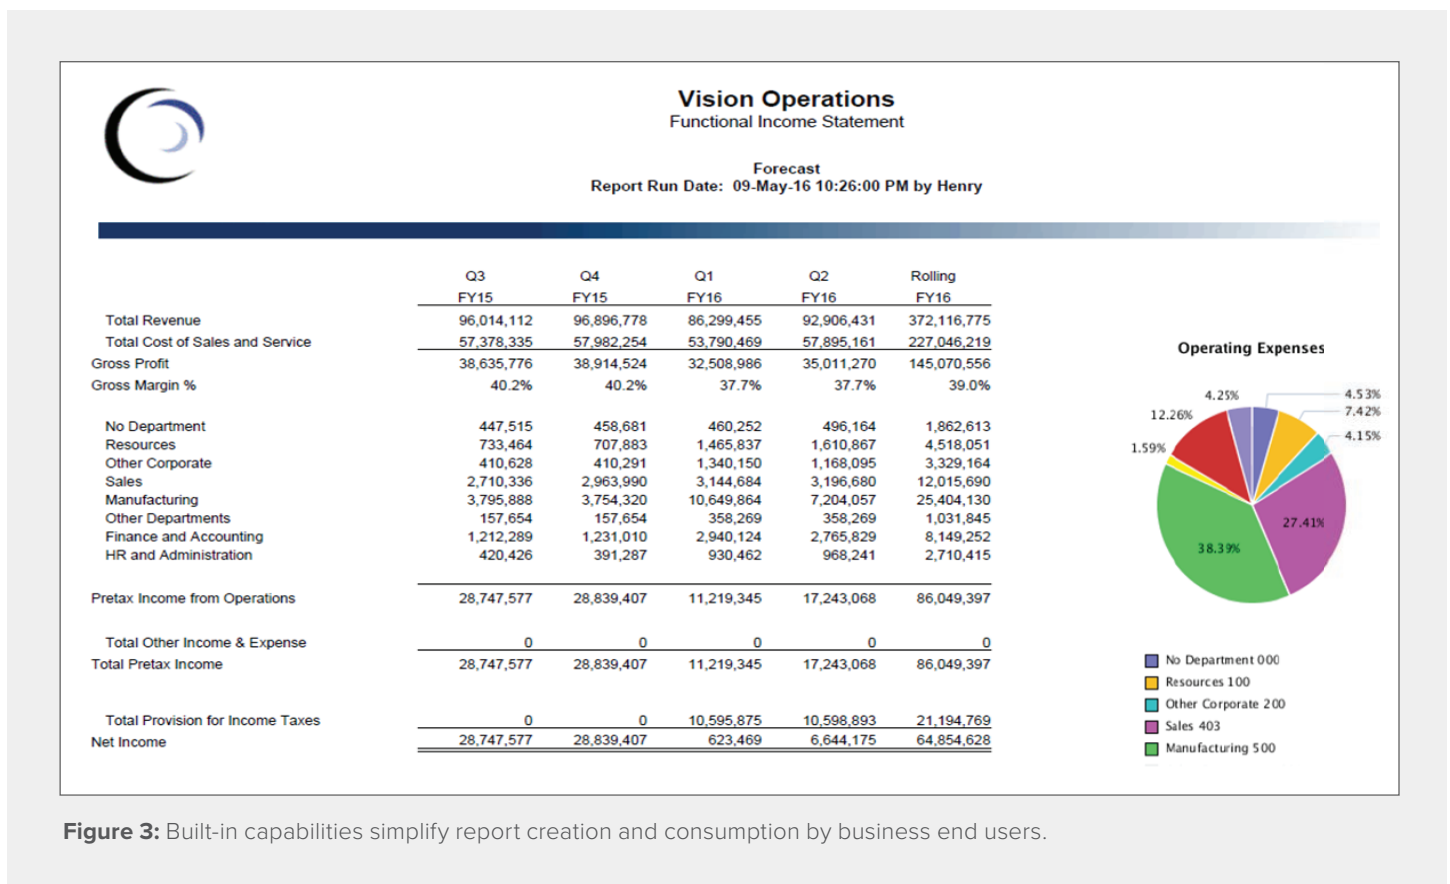 Vision Operations
Functional Income Statement
Forecast
Report Run Date: 09-May-16 10:26:00 PM by Henry
Q3 Q4 Q1 Q2 Rolling
FY15 FY15 FY16 FY16 FY16
Total Revenue 96,014,112 96,896,778 86,299,455 92,906,431 372,116,775
Total Cost of Sales and Service 57,378,335 57,982,254 53,790,469 57,895,161 227,046,219
Gross Profit 38,635,776 38,914,524 32,508,986 35,011,270 145,070,556
Gross Margin % 40.2% 40.2% 37.7% 37.7% 39.0%
No Department 447,515 458,681 460,252 496,164 1,862,613
Resources 733,464 707,883 1,465,837 1,610,867 4,518,051
Other Corporate 410,628 410,291 1,340,150 1,168,095 3,329,164
Sales 2,710,336 2,963,990 3,144,684 3,196,680 12,015,690
Manufacturing 3,795,888 3,754,320 10,649,864 7,204,057 25,404,130
Other Departments 157,654 157,654 358,269 358,269 1,031,845
Finance and Accounting 1,212,289 1,231,010 2,940,124 2,765,829 8,149,252
HR and Administration 420,426 391,287 930,462 968,241 2,710,415
Pretax Income from Operations 28,747,577 28,839,407 11,219,345 17,243,068 86,049,397
Total Other Income & Expense 0 0 0 0 0
Total Pretax Income 28,747,577 28,839,407 11,219,345 17,243,068 86,049,397
Total Provision for Income Taxes 0 0 10,595,875 10,598,893 21,194,769
Net Income 28,747,577 28,839,407 623,469 6,644,175 64,854,628
Operating Expenses
4.25% 4.53%
12.26% 7.42%
1.59% 4.15%
27.41%
38.39%
No Department 000
Resources 100
Other Corporate 200
Sales 403
Manufacturing 500
Figure 3: Built-in capabilities simplify report creation and consumption by business end users.